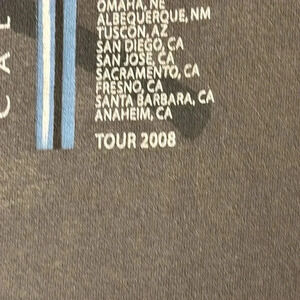 OMAHA, NE
ALBEQUERQUE, NM
TUSCON, AZ
SAN DIEGO, CA
SAN JOSE, CA
SACRAMENTO, CA
FRESNO, CA
SANTA BARBARA, CA
ANAHEIM, CA
TOUR 2008
CAL